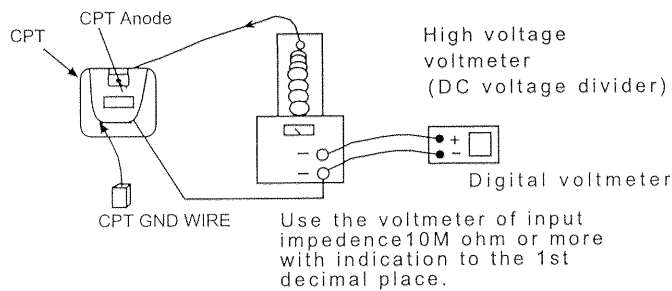 CPT Anode
CPT
High voltage
voltmeter
(DC voltage divider)
+
−
−
−
Digital voltmeter
CPT GND WIRE
Use the voltmeter of input
impedence10M ohm or more
with indication to the 1st
decimal place.